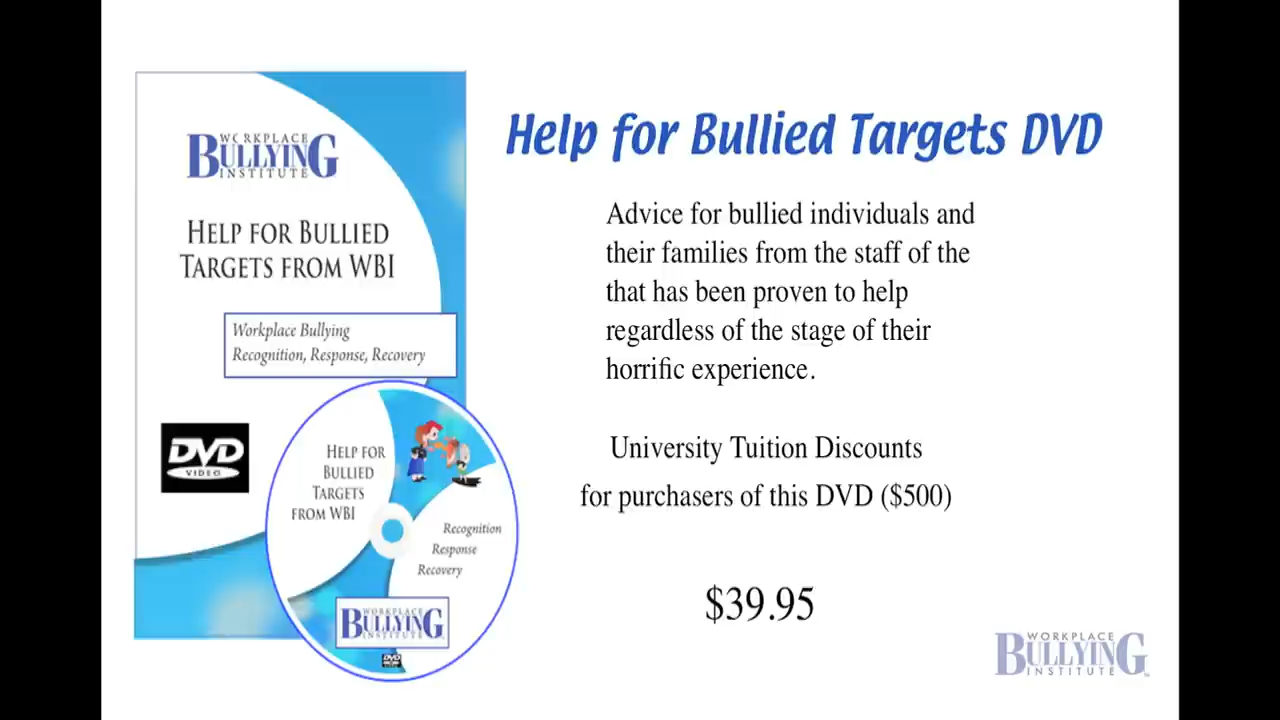 WORKPLACE
BULLYING
INSTITUTE
HELP FOR BULLIED
TARGETS FROM WBI
Workplace Bullying
Recognition, Response, Recovery
DVD
VIDEO
HELP FOR
BULLIED
TARGETS
FROM WBI
Recognition
Response
Recovery
WORKPLACE
BULLYING
INSTITUTE
DVD
Help for Bullied Targets DVD
Advice for bullied individuals and
their families from the staff of the
that has been proven to help
regardless of the stage of their
horrific experience.
University Tuition Discounts
for purchasers of this DVD ($500)
$39.95
WORKPLACE
BULLYING
INSTITUTE